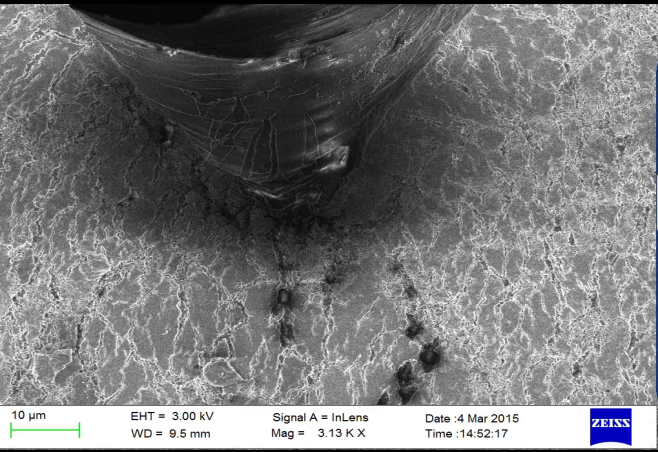 10 µm
EHT = 3.00 kV
WD = 9.5 mm
Signal A = InLens
Mag = 3.13 K X
Date :4 Mar 2015
Time :14:52:17
ZEISS